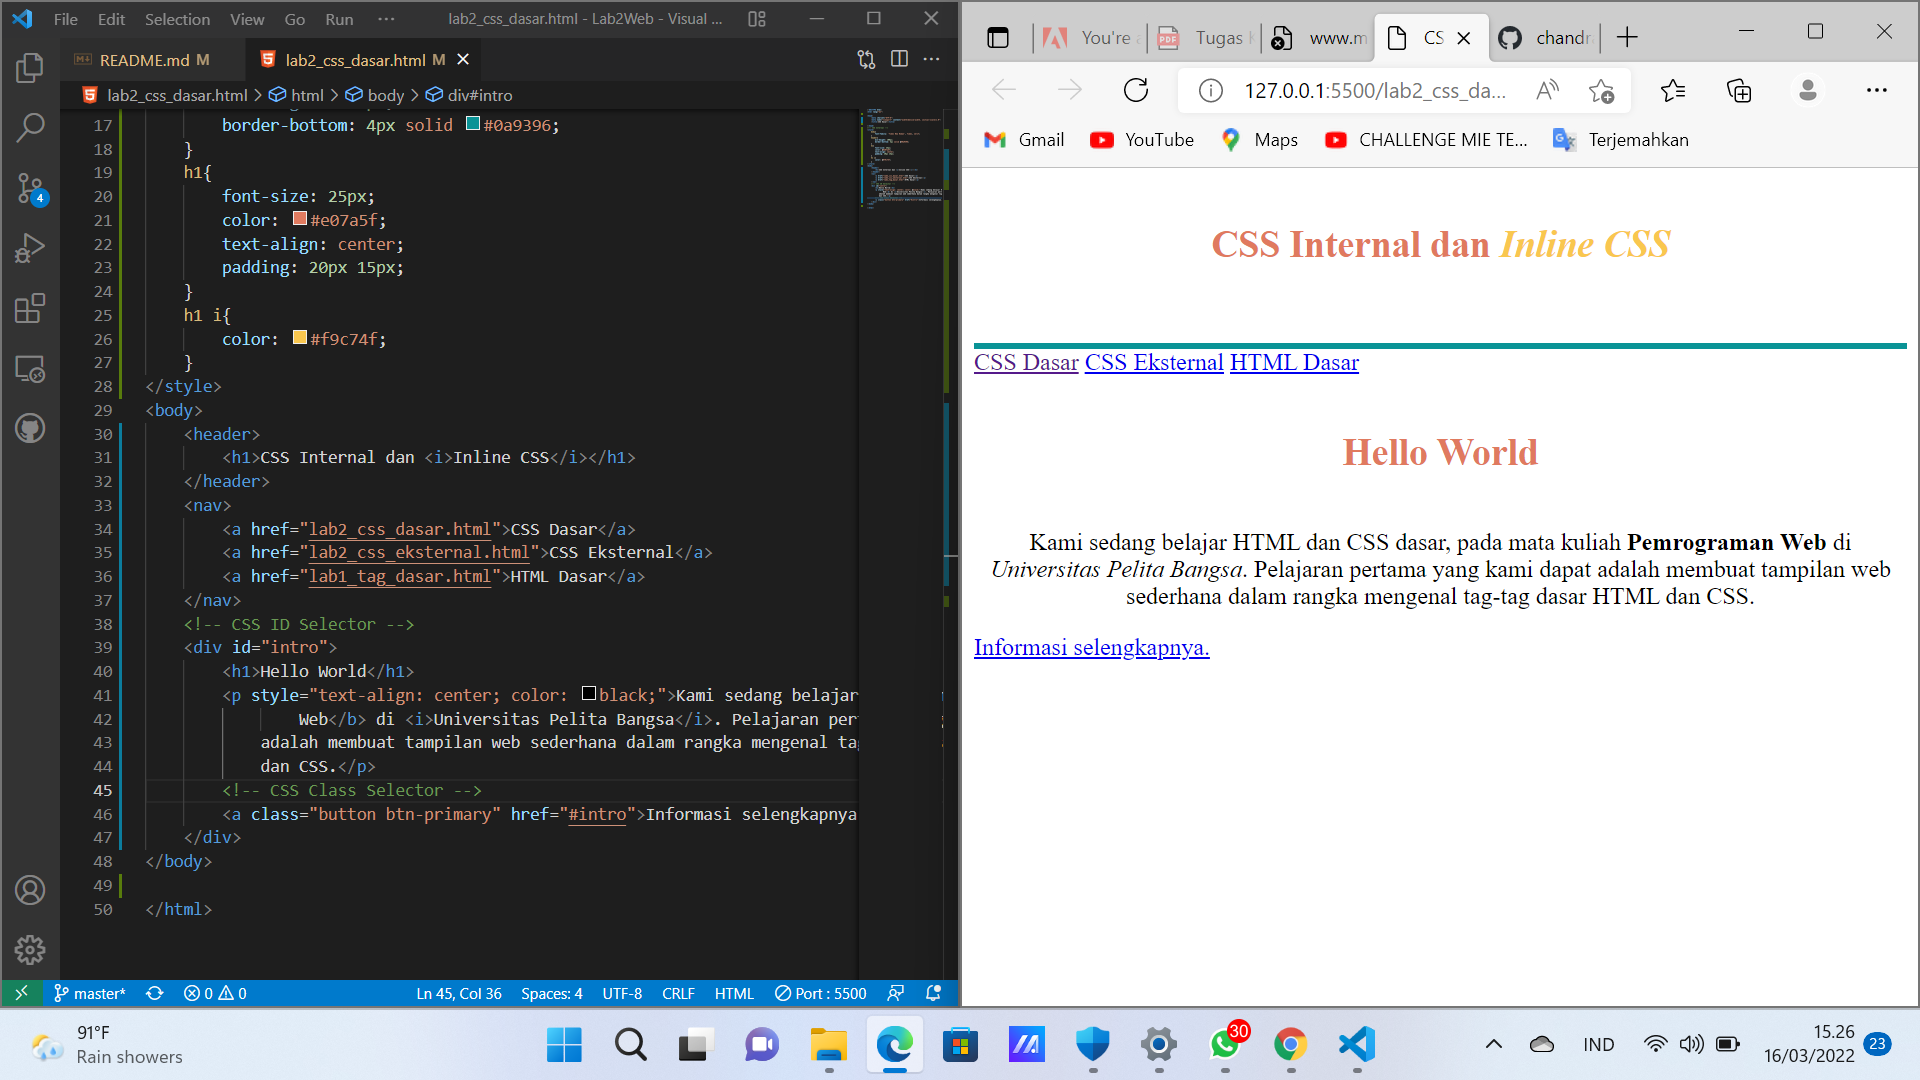 File Edit Selection View Go Run ··· lab2_css_dasar.html - Lab2Web - Visual ...
README.md M lab2_css_dasar.html M
lab2_css_dasar.html > html > body > div#intro
17 border-bottom: 4px solid #0a9396;
18 }
19 h1{
20 font-size: 25px;
21 color: #e07a5f;
22 text-align: center;
23 padding: 20px 15px;
24 }
25 h1 i{
26 color: #f9c74f;
27 }
28 </style>
29 <body>
30 <header>
31 <h1>CSS Internal dan <i>Inline CSS</i></h1>
32 </header>
33 <nav>
34 <a href="lab2_css_dasar.html">CSS Dasar</a>
35 <a href="lab2_css_eksternal.html">CSS Eksternal</a>
36 <a href="lab1_tag_dasar.html">HTML Dasar</a>
37 </nav>
38 <!-- CSS ID Selector -->
39 <div id="intro">
40 <h1>Hello World</h1>
41 <p style="text-align: center; color: black;">Kami sedang belajar
42 Web</b> di <i>Universitas Pelita Bangsa</i>. Pelajaran per
43 adalah membuat tampilan web sederhana dalam rangka mengenal ta
44 dan CSS.</p>
45 <!-- CSS Class Selector -->
46 <a class="button btn-primary" href="#intro">Informasi selengkapnya
47 </div>
48 </body>
49
50 </html>
4
master* 0 0 Ln 45, Col 36 Spaces: 4 UTF-8 CRLF HTML Port : 5500
You're Tugas www.m CS chandr
127.0.0.1:5500/lab2_css_da...
Gmail YouTube Maps CHALLENGE MIE TE... Terjemahkan
CSS Internal dan Inline CSS
CSS Dasar CSS Eksternal HTML Dasar
Hello World
Kami sedang belajar HTML dan CSS dasar, pada mata kuliah Pemrograman Web di
Universitas Pelita Bangsa. Pelajaran pertama yang kami dapat adalah membuat tampilan web
sederhana dalam rangka mengenal tag-tag dasar HTML dan CSS.
Informasi selengkapnya.
91°F
Rain showers
30
IND
15.26
16/03/2022
23